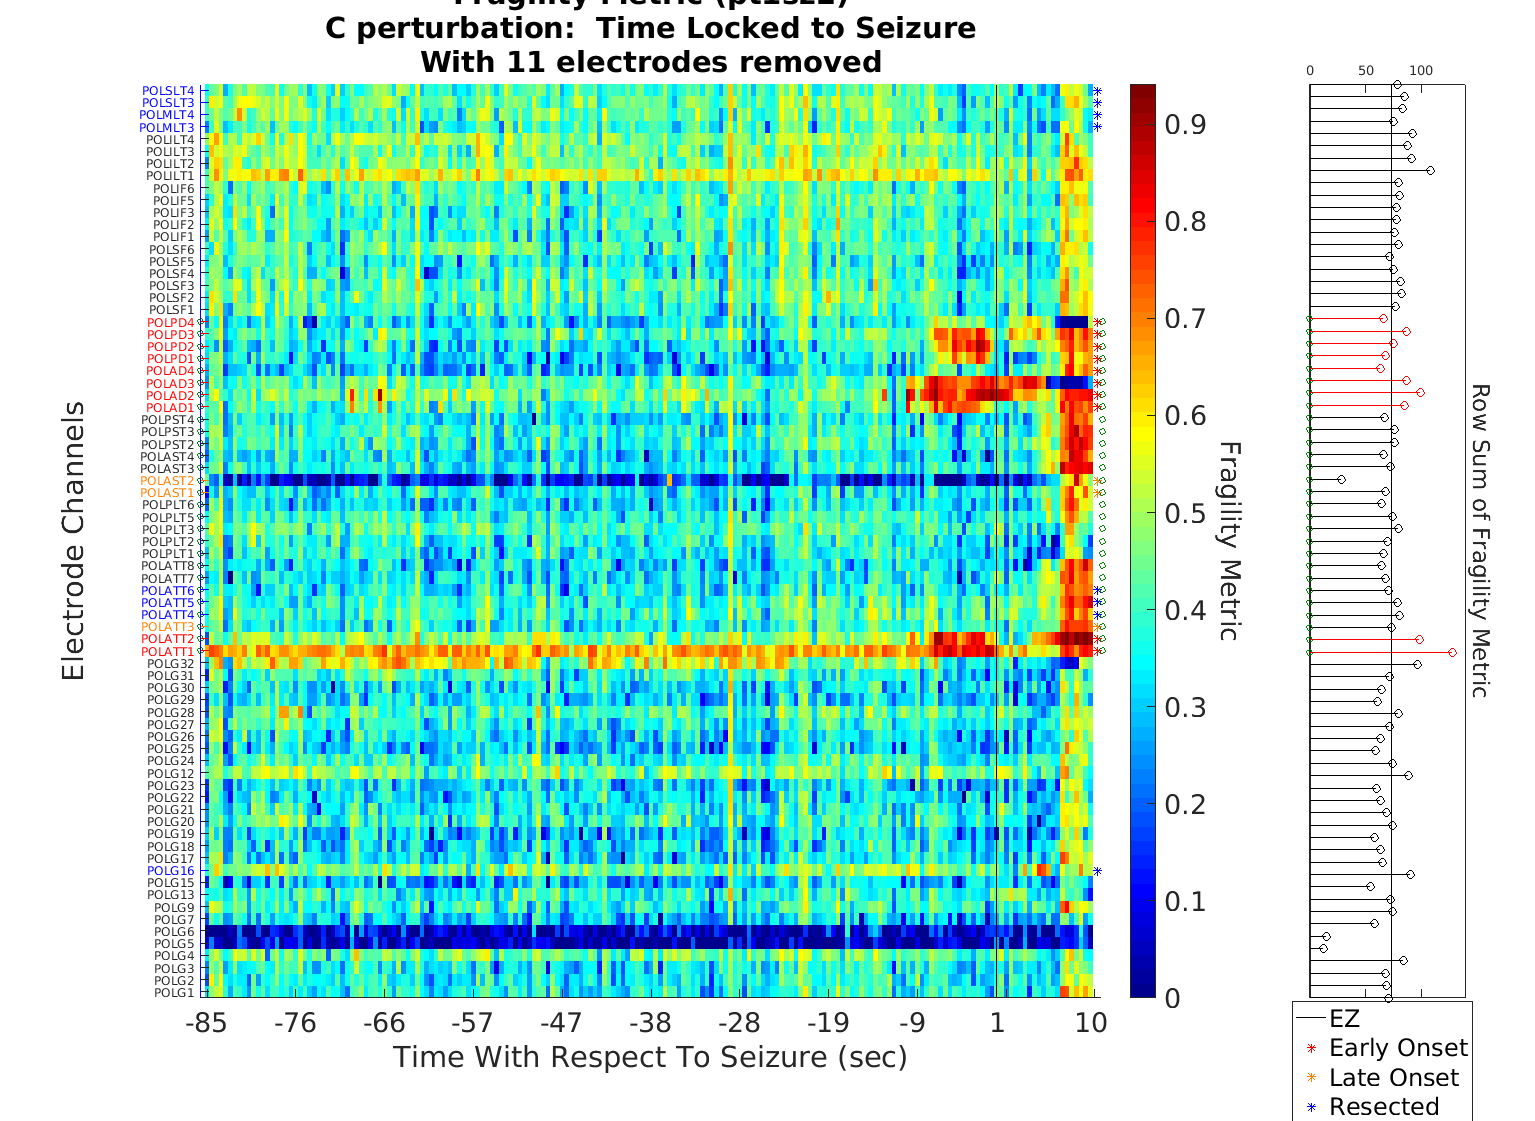 Fragility Metric (pt1sz2)
C perturbation:  Time Locked to Seizure
With 11 electrodes removed
POLSLT4
POLSLT3
POLMLT4
POLMLT3
POLILT4
POLILT3
POLILT2
POLILT1
POLIF6
POLIF5
POLIF3
POLIF2
POLIF1
POLSF6
POLSF5
POLSF4
POLSF3
POLSF2
POLSF1
POLPD4
POLPD3
POLPD2
POLPD1
POLAD4
POLAD3
POLAD2
POLAD1
POLPST4
POLPST3
POLPST2
POLAST4
POLAST3
POLAST2
POLAST1
POLPLT6
POLPLT5
POLPLT3
POLPLT2
POLPLT1
POLATT8
POLATT7
POLATT6
POLATT5
POLATT4
POLATT3
POLATT2
POLATT1
POLG32
POLG31
POLG30
POLG29
POLG28
POLG27
POLG26
POLG25
POLG24
POLG12
POLG23
POLG22
POLG21
POLG20
POLG19
POLG18
POLG17
POLG16
POLG15
POLG13
POLG9
POLG7
POLG6
POLG5
POLG4
POLG3
POLG2
POLG1
Electrode Channels
-85 -76 -66 -57 -47 -38 -28 -19 -9 1 10
Time With Respect To Seizure (sec)
0.9
0.8
0.7
0.6
0.5
0.4
0.3
0.2
0.1
0
Fragility Metric
0 50 100
Row Sum of Fragility Metric
EZ
Early Onset
Late Onset
Resected